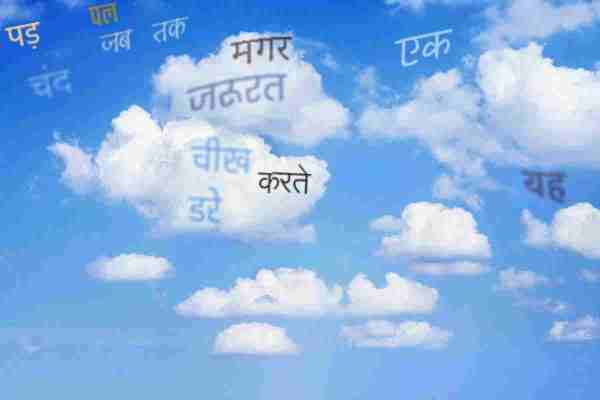 पड़ पल जब तक मगर एक
चंद जरूरत
चीख करते यह
डरे